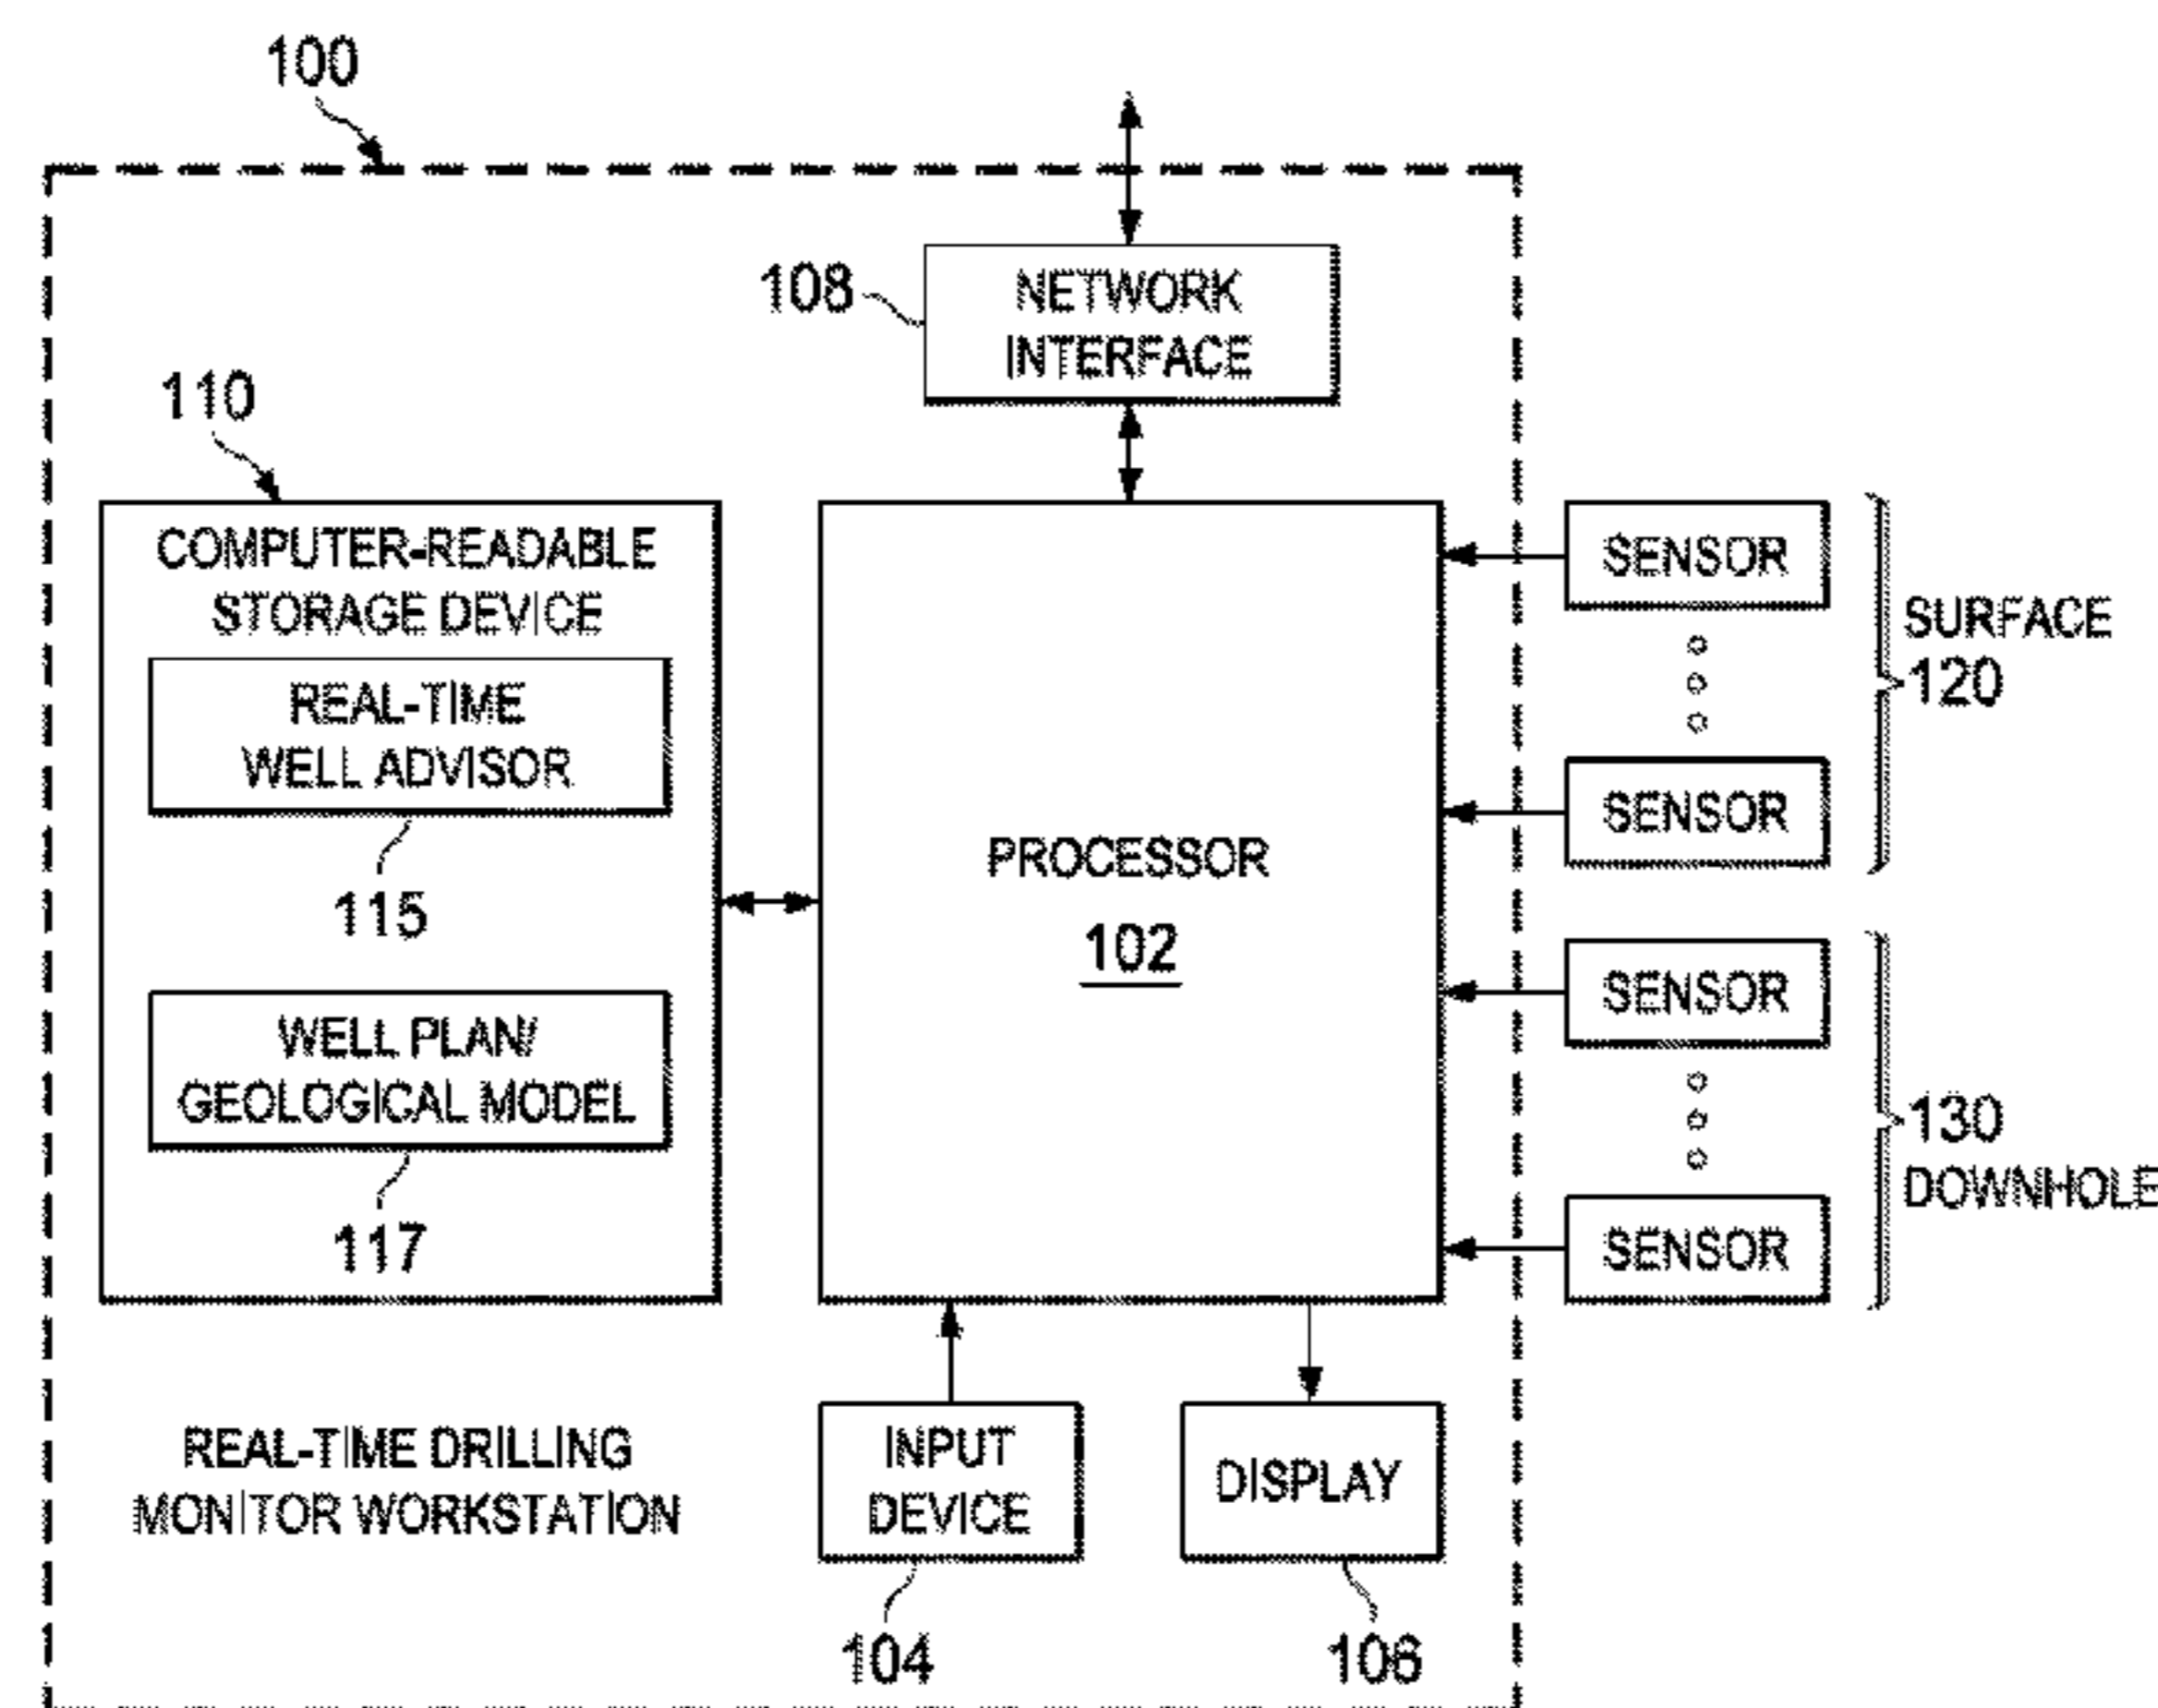 100
108
NETWORK
INTERFACE
110
COMPUTER-READABLE
STORAGE DEVICE
REAL-TIME
WELL ADVISOR
115
WELL PLAN/
GEOLOGICAL MODEL
117
PROCESSOR
102
SENSOR
SENSOR
SURFACE
120
SENSOR
SENSOR
130
DOWNHOLE
REAL-TIME DRILLING
MONITOR WORKSTATION
INPUT
DEVICE
104
DISPLAY
106